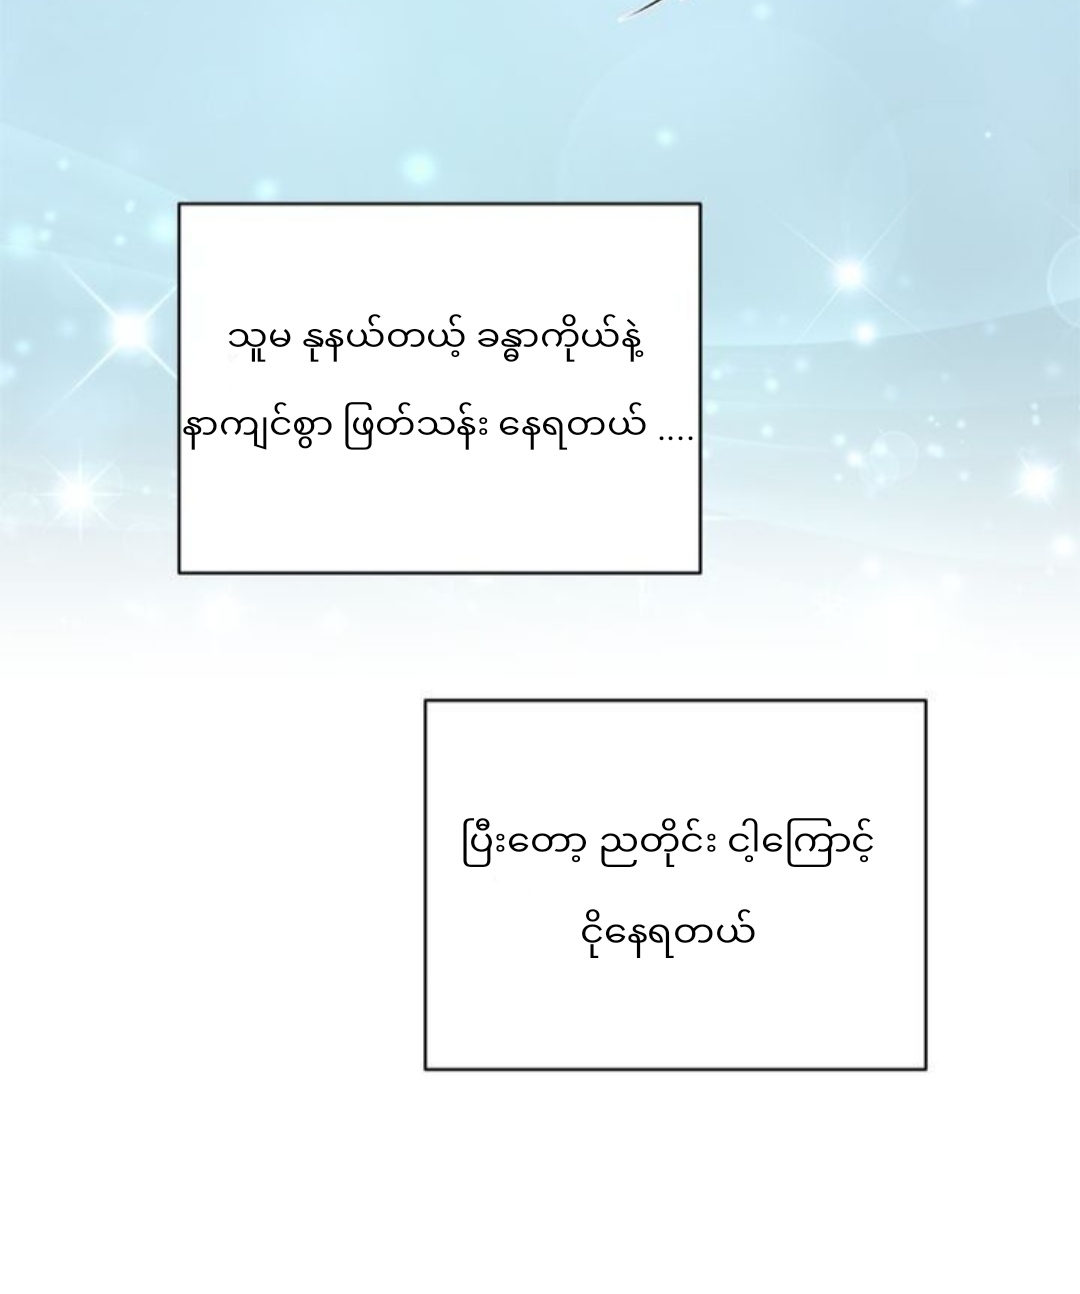 သူမ နုနယ်တယ့် ခန္ဓာကိုယ်နဲ့
နာကျင်စွာ ဖြတ်သန်း နေရတယ် ....
ပြီးတော့ ညတိုင်း ငါ့ကြောင့်
ငိုနေရတယ်